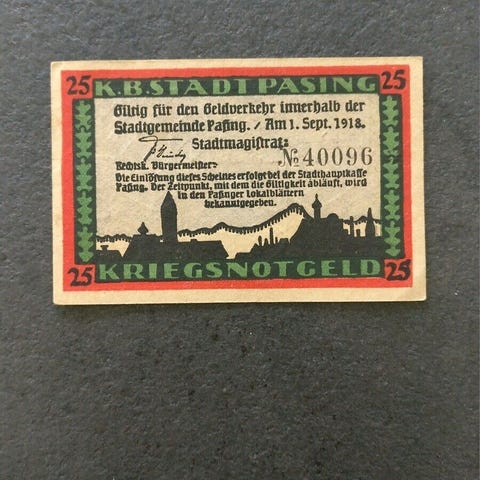 25 K.B.STADT PASING 25
Giltig für den Geldverkehr innerhalb der
Stadtgemeinde Pasing. / Am 1. Sept. 1918.
Stadtmagistrat:
№ 40096
Rechtsk. Bürgermeister:
Die Einlösung dieses Scheines erfolgt bei der Stadthauptkasse
Pasing. Der Zeitpunkt, mit dem die Giltigkeit abläuft, wird
in den Pasinger Lokalblättern
bekanntgegeben.
25 KRIEGSNOTGELD 25